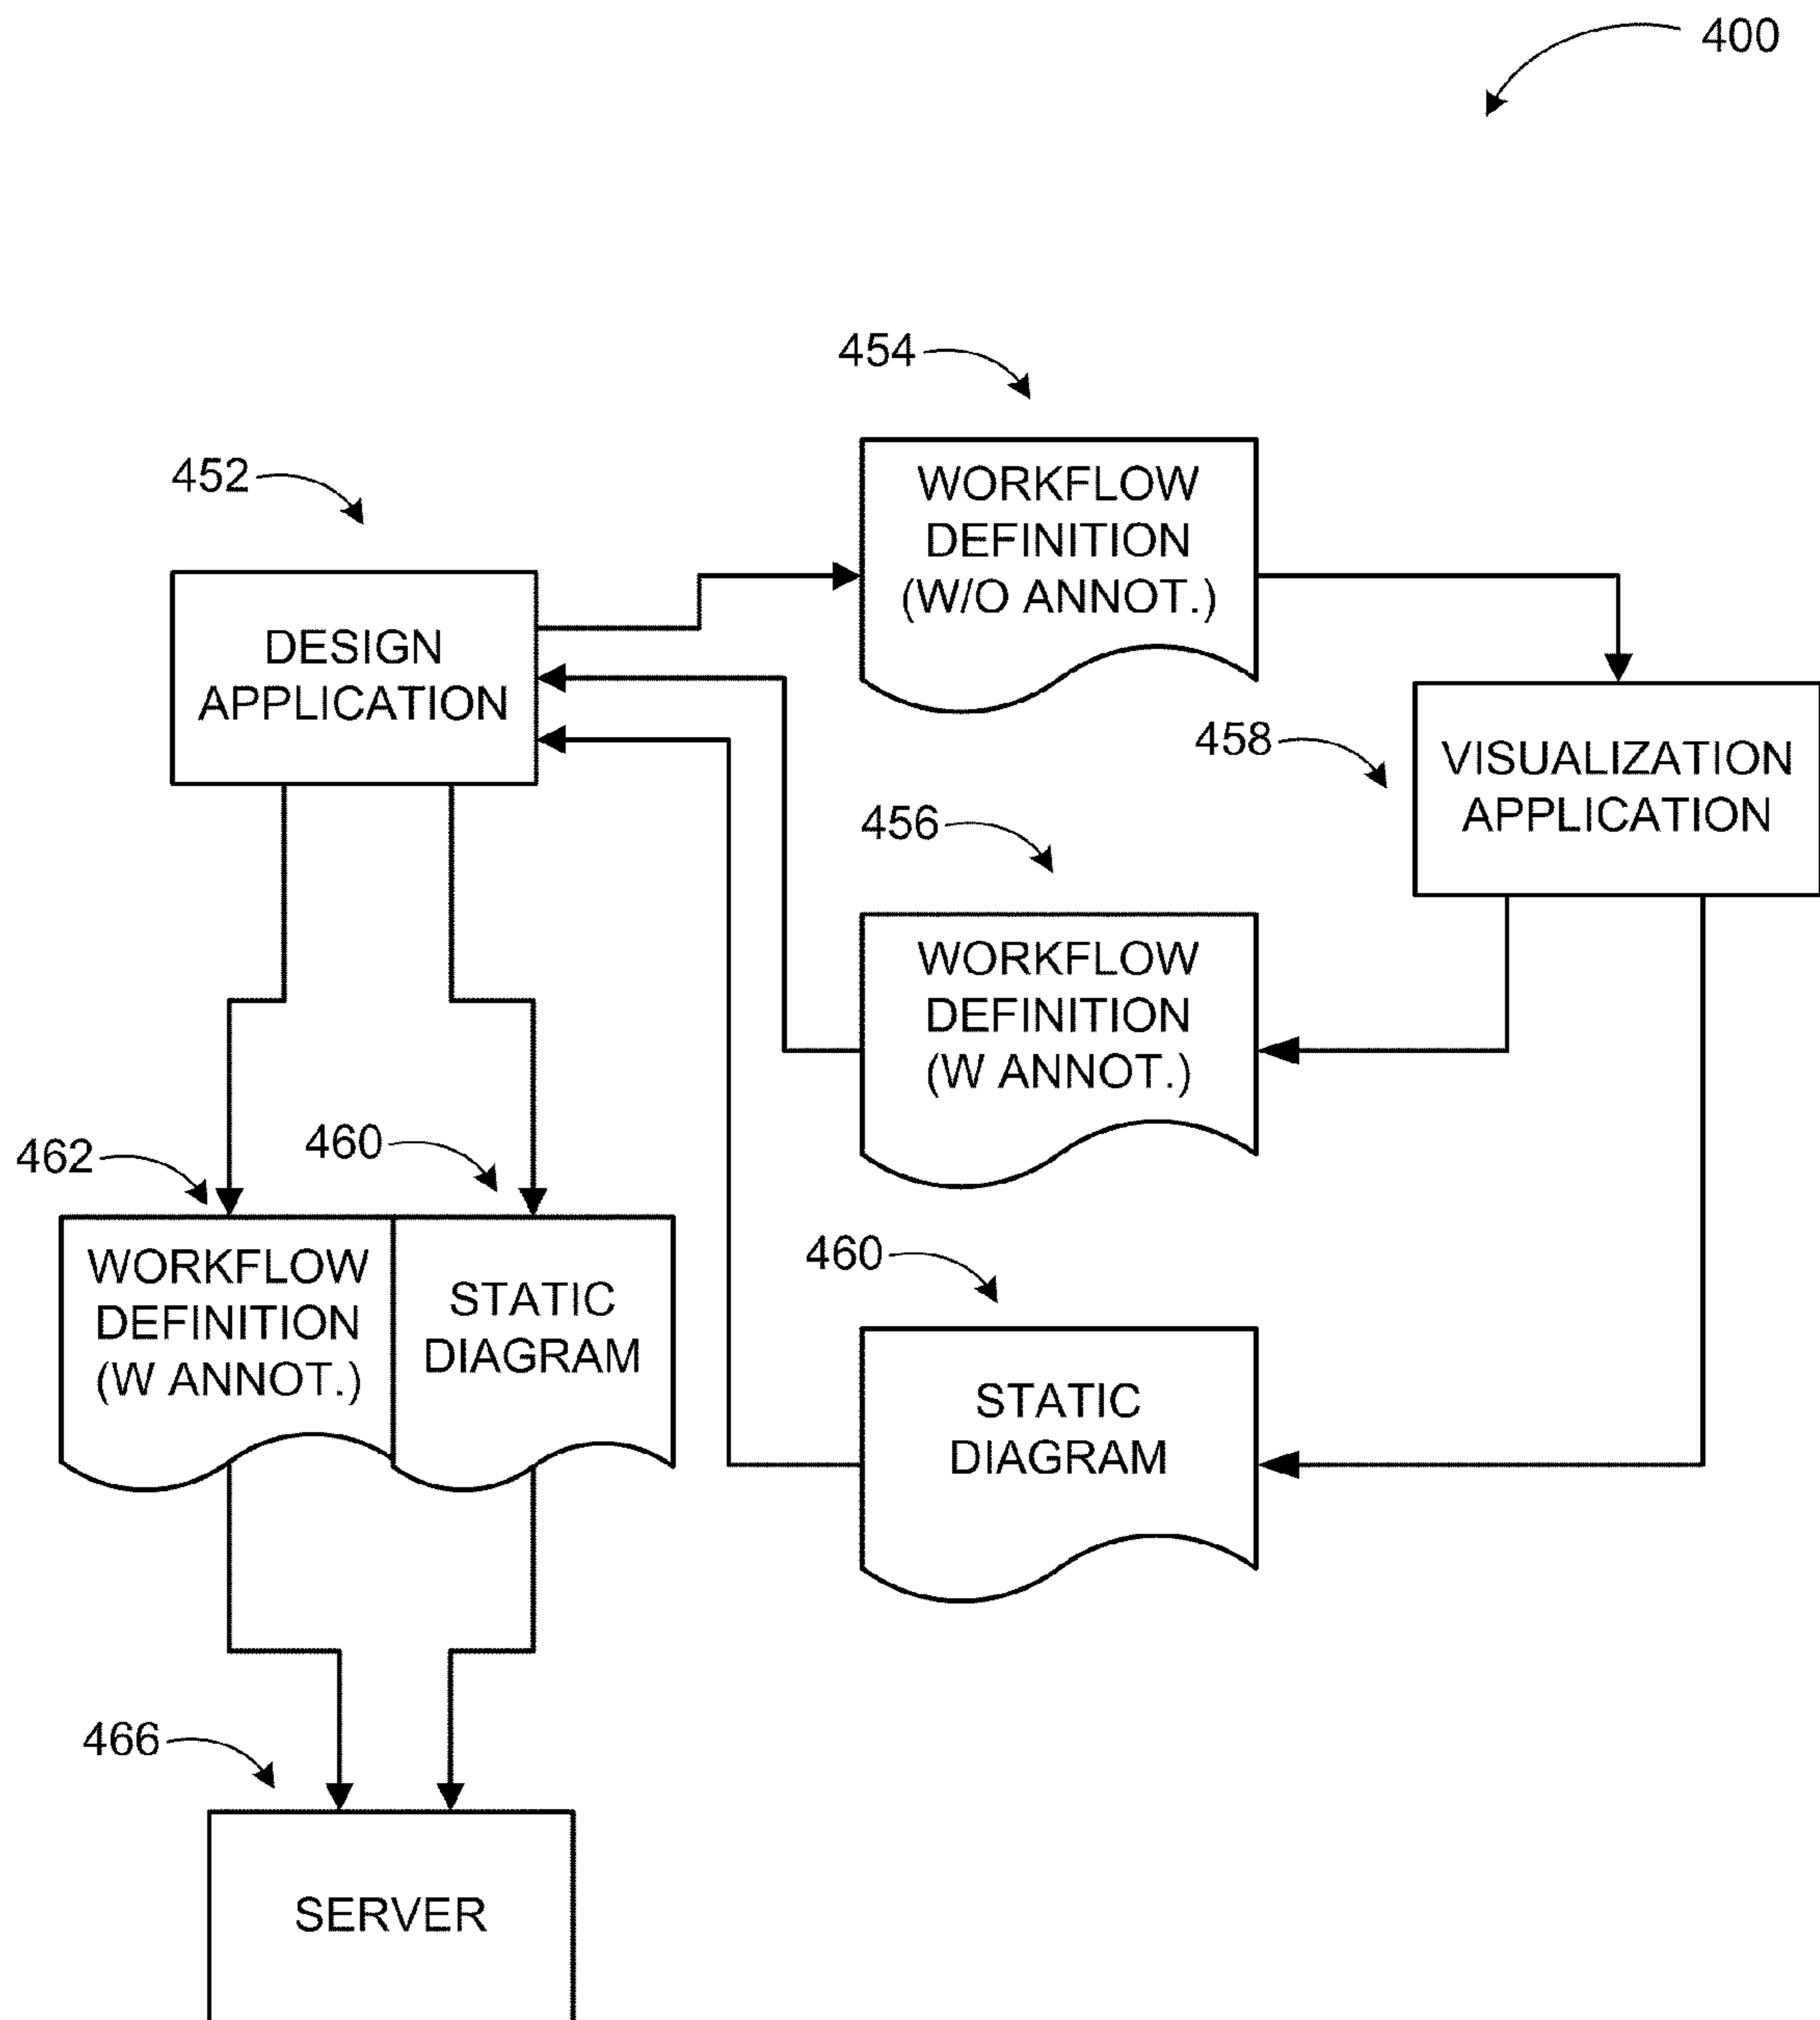 400
454
WORKFLOW
DEFINITION
(W/O ANNOT.)
452
DESIGN
APPLICATION
458
VISUALIZATION
APPLICATION
456
WORKFLOW
DEFINITION
(W ANNOT.)
462
460
WORKFLOW
DEFINITION
(W ANNOT.)
STATIC
DIAGRAM
460
STATIC
DIAGRAM
466
SERVER